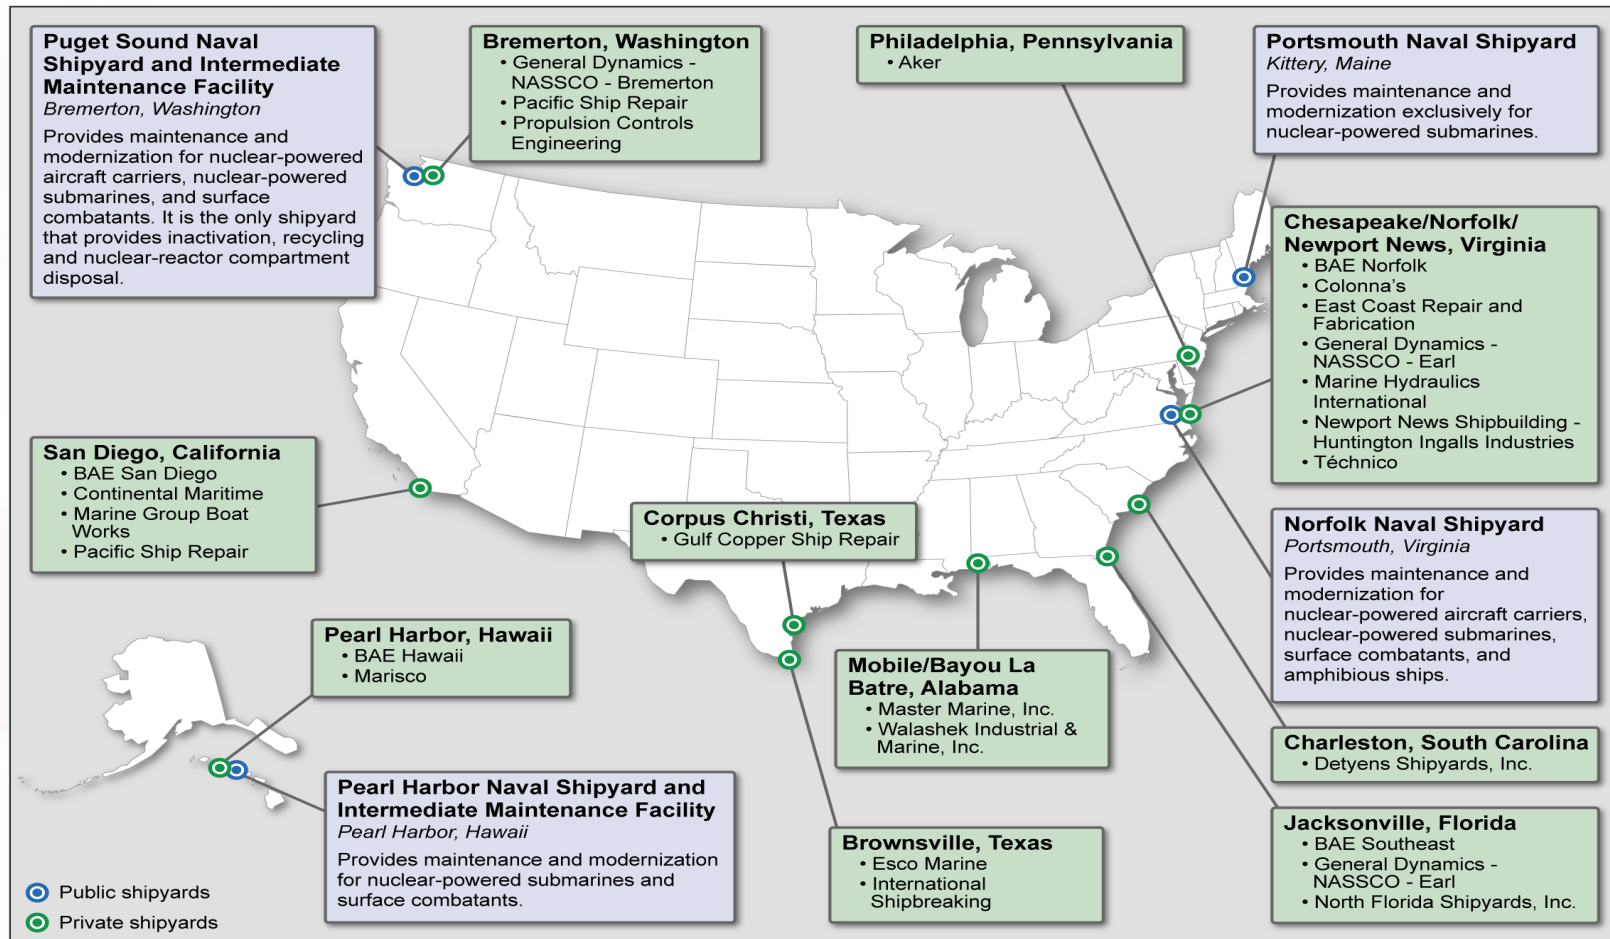 Puget Sound Naval
Shipyard and Intermediate
Maintenance Facility
Bremerton, Washington
Provides maintenance and
modernization for nuclear-powered
aircraft carriers, nuclear-powered
submarines, and surface
combatants. It is the only shipyard
that provides inactivation, recycling
and nuclear-reactor compartment
disposal.
Bremerton, Washington
• General Dynamics -
NASSCO - Bremerton
• Pacific Ship Repair
• Propulsion Controls
Engineering
Philadelphia, Pennsylvania
• Aker
Portsmouth Naval Shipyard
Kittery, Maine
Provides maintenance and
modernization exclusively for
nuclear-powered submarines.
Chesapeake/Norfolk/
Newport News, Virginia
• BAE Norfolk
• Colonna's
• East Coast Repair and
Fabrication
• General Dynamics -
NASSCO - Earl
• Marine Hydraulics
International
• Newport News Shipbuilding -
Huntington Ingalls Industries
• Téchnico
San Diego, California
• BAE San Diego
• Continental Maritime
• Marine Group Boat
Works
• Pacific Ship Repair
Corpus Christi, Texas
• Gulf Copper Ship Repair
Norfolk Naval Shipyard
Portsmouth, Virginia
Provides maintenance and
modernization for
nuclear-powered aircraft carriers,
nuclear-powered submarines,
surface combatants, and
amphibious ships.
Pearl Harbor, Hawaii
• BAE Hawaii
• Marisco
Mobile/Bayou La
Batre, Alabama
• Master Marine, Inc.
• Walashek Industrial &
Marine, Inc.
Charleston, South Carolina
• Detyens Shipyards, Inc.
Pearl Harbor Naval Shipyard and
Intermediate Maintenance Facility
Pearl Harbor, Hawaii
Provides maintenance and modernization
for nuclear-powered submarines and
surface combatants.
Brownsville, Texas
• Esco Marine
• International
Shipbreaking
Jacksonville, Florida
• BAE Southeast
• General Dynamics -
NASSCO - Earl
• North Florida Shipyards, Inc.
Public shipyards
Private shipyards